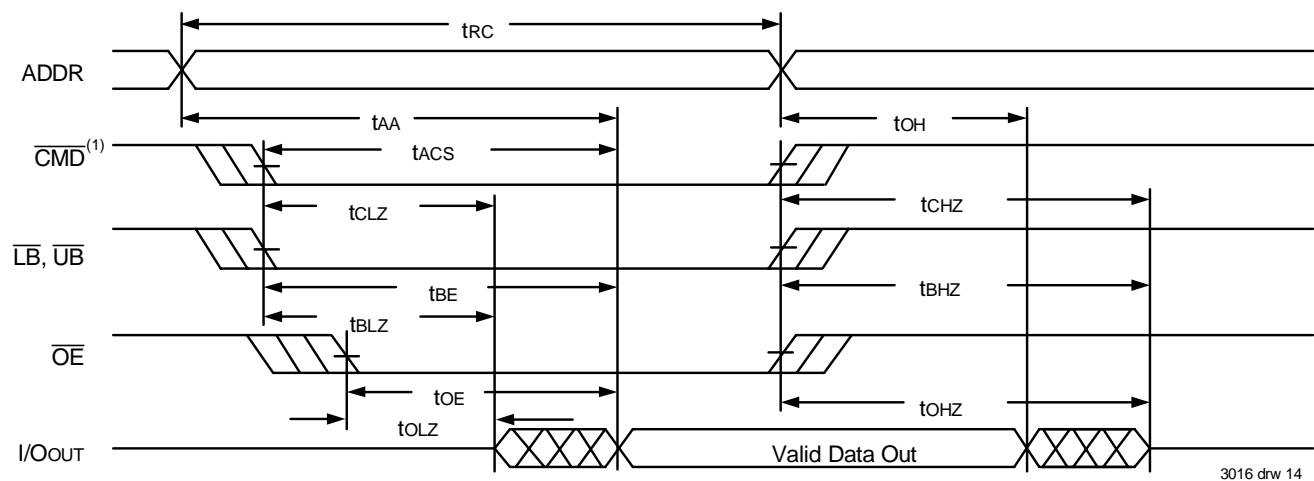 tRC
ADDR
tAA
tOH
CMD(1)
tACS
tCLZ
tCHZ
LB, UB
tBE
tBHZ
tBLZ
OE
tOE
tOHZ
tOLZ
I/OOUT
Valid Data Out
3016 drw 14